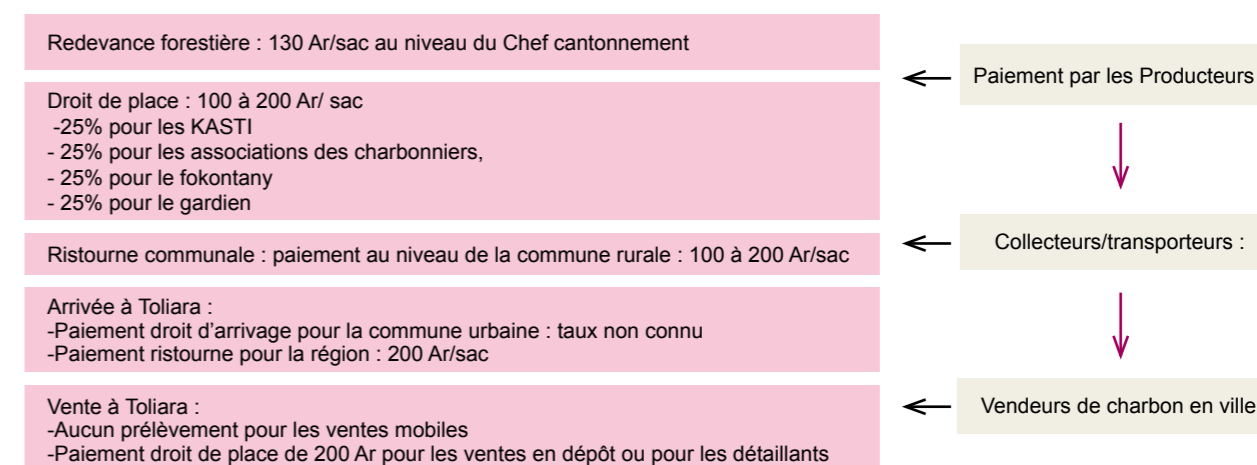 Redevance forestière : 130 Ar/sac au niveau du Chef cantonnement
Paiement par les Producteurs
Droit de place : 100 à 200 Ar/ sac
-25% pour les KASTI
- 25% pour les associations des charbonniers,
- 25% pour le fokontany
- 25% pour le gardien
Ristourne communale : paiement au niveau de la commune rurale : 100 à 200 Ar/sac
Collecteurs/transporteurs :
Arrivée à Toliara :
-Paiement droit d’arrivage pour la commune urbaine : taux non connu
-Paiement ristourne pour la région : 200 Ar/sac
Vente à Toliara :
-Aucun prélèvement pour les ventes mobiles
-Paiement droit de place de 200 Ar pour les ventes en dépôt ou pour les détaillants
Vendeurs de charbon en ville